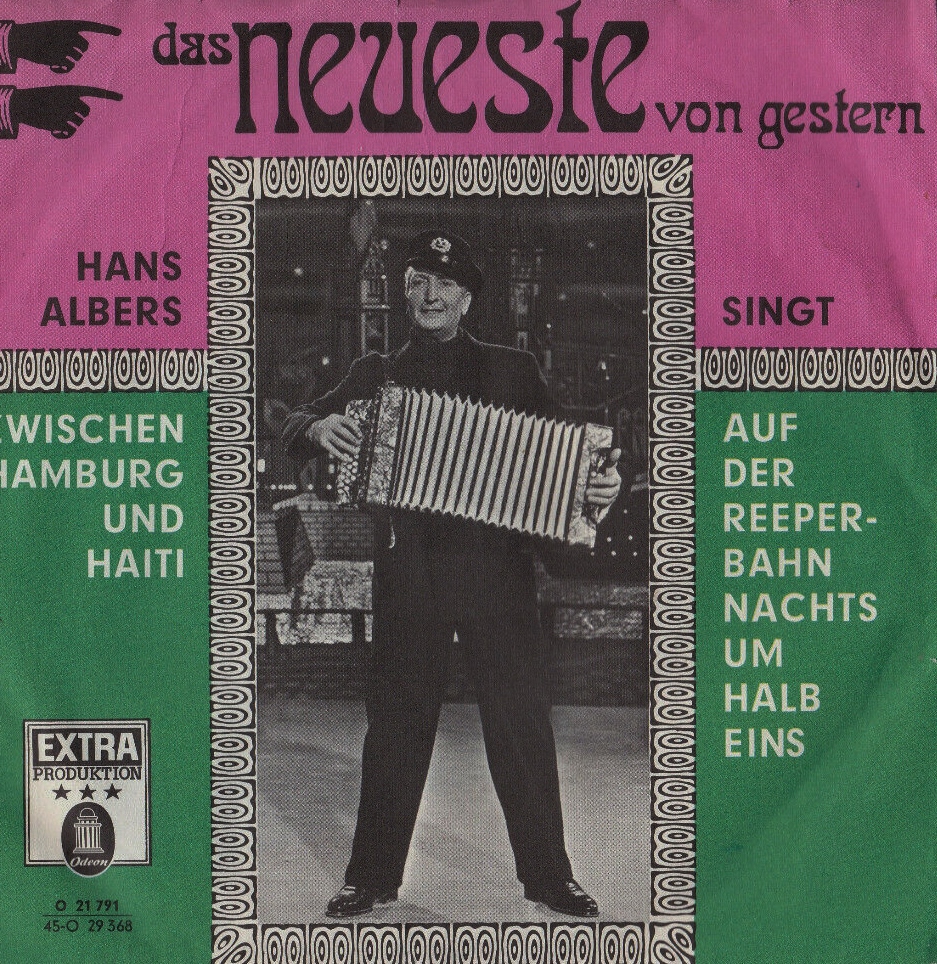 das neueste von gestern
HANS
ALBERS
SINGT
ZWISCHEN
HAMBURG
UND
HAITI
AUF
DER
REEPER-
BAHN
NACHTS
UM
HALB
EINS
EXTRA
PRODUKTION
Odeon
O 21 791
45-O 29 368